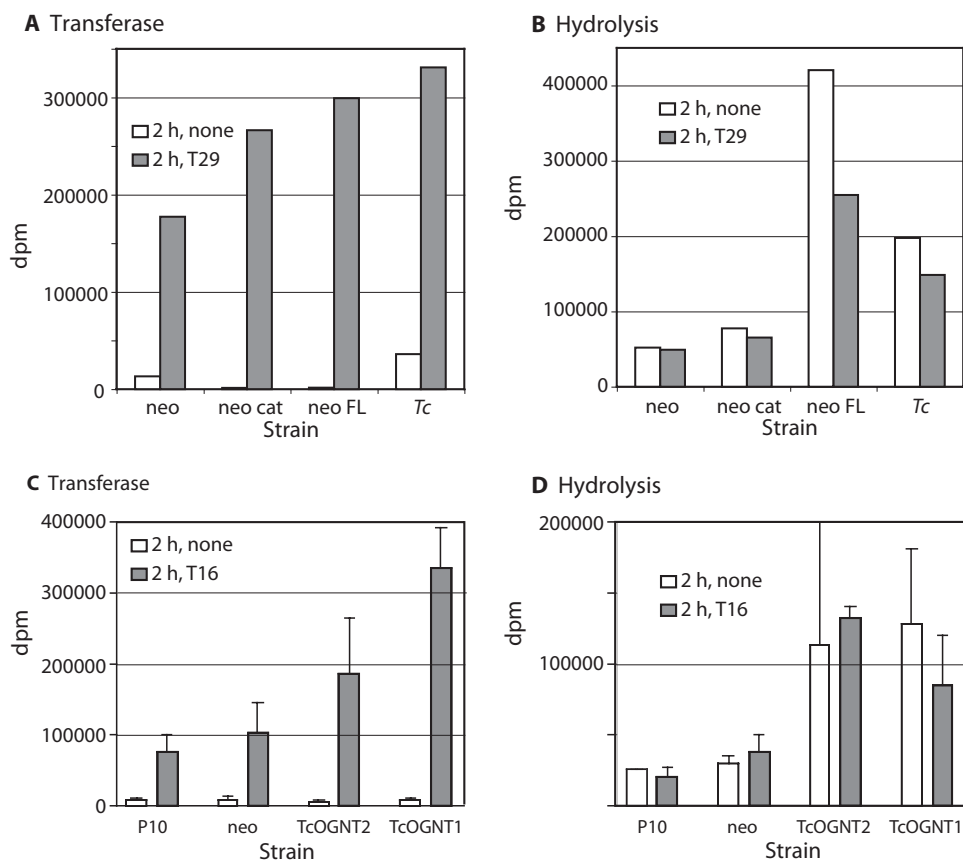 A Transferase
300000
200000
100000
0
dpm
2 h, none
2 h, T29
neo neo cat neo FL Tc
Strain
B Hydrolysis
400000
300000
200000
100000
0
dpm
2 h, none
2 h, T29
neo neo cat neo FL Tc
Strain
C Transferase
400000
300000
200000
100000
0
dpm
2 h, none
2 h, T16
P10 neo TcOGNT2 TcOGNT1
Strain
D Hydrolysis
200000
100000
dpm
2 h, none
2 h, T16
P10 neo TcOGNT2 TcOGNT1
Strain